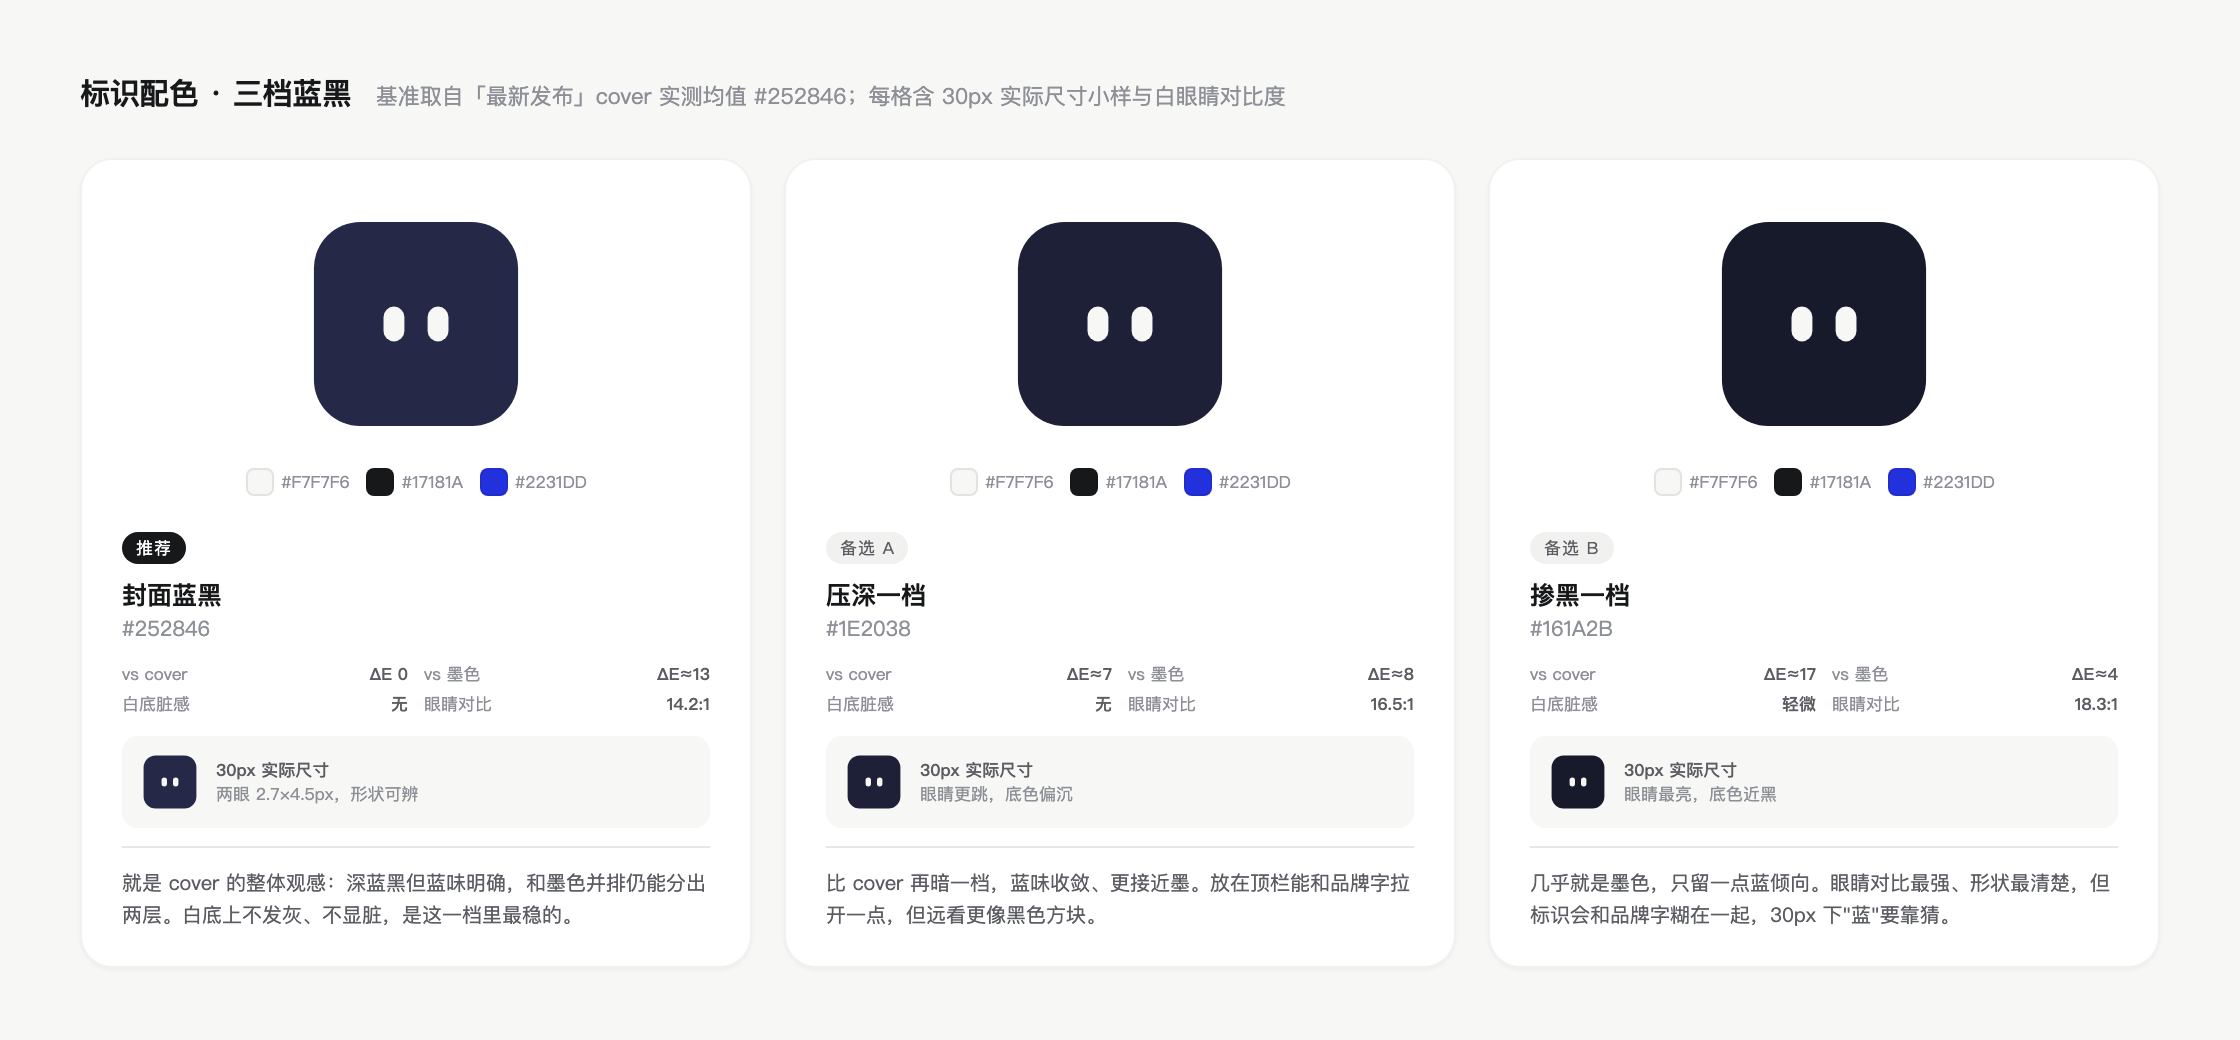 标识配色 · 三档蓝黑 基准取自「最新发布」cover 实测均值 #252846；每格含 30px 实际尺寸小样与白眼睛对比度
#F7F7F6 #17181A #2231DD
推荐
封面蓝黑
#252846
vs cover ΔE 0 vs 墨色 ΔE≈13
白底脏感 无 眼睛对比 14.2:1
30px 实际尺寸
两眼 2.7×4.5px，形状可辨
就是 cover 的整体观感：深蓝黑但蓝味明确，和墨色并排仍能分出
两层。白底上不发灰、不显脏，是这一档里最稳的。
#F7F7F6 #17181A #2231DD
备选 A
压深一档
#1E2038
vs cover ΔE≈7 vs 墨色 ΔE≈8
白底脏感 无 眼睛对比 16.5:1
30px 实际尺寸
眼睛更跳，底色偏沉
比 cover 再暗一档，蓝味收敛、更接近墨。放在顶栏能和品牌字拉
开一点，但远看更像黑色方块。
#F7F7F6 #17181A #2231DD
备选 B
掺黑一档
#161A2B
vs cover ΔE≈17 vs 墨色 ΔE≈4
白底脏感 轻微 眼睛对比 18.3:1
30px 实际尺寸
眼睛最亮，底色近黑
几乎就是墨色，只留一点蓝倾向。眼睛对比最强、形状最清楚，但
标识会和品牌字糊在一起，30px 下"蓝"要靠猜。